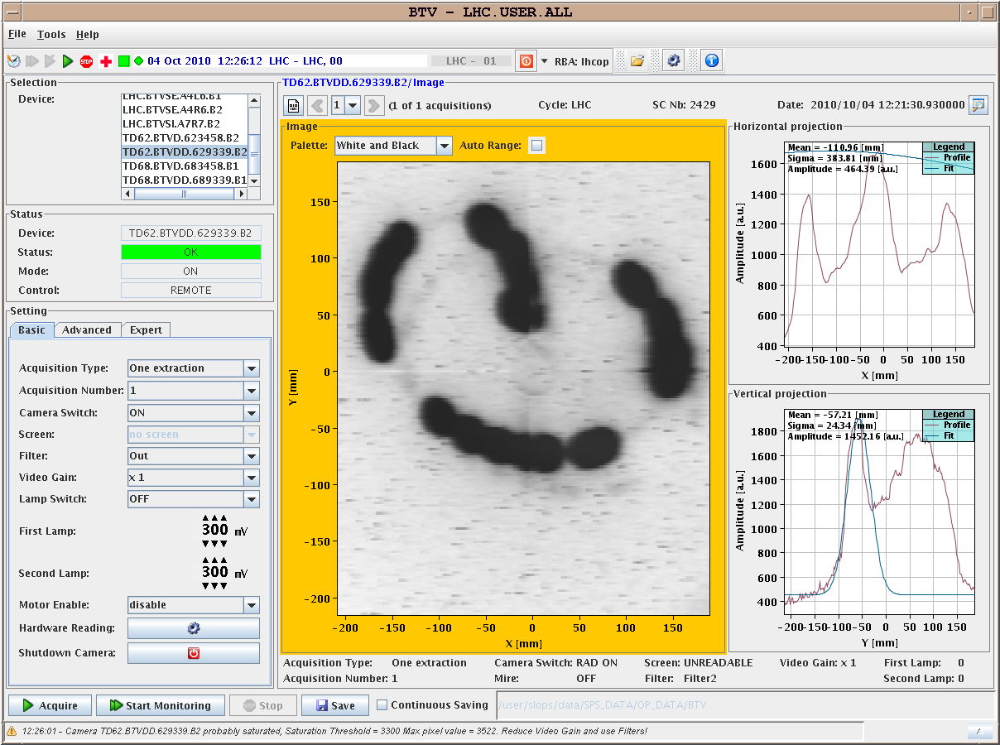 BTV - LHC.USER.ALL
File Tools Help
STOP 04 Oct 2010 12:26:12 LHC - LHC, 00 LHC - 01 RBA: lhcop
Selection
Device:
LHC.BTVSE.A4L6.B1
LHC.BTVSE.A4R6.B2
LHC.BTVSI.A7R7.B2
TD62.BTVD.623458.B2
TD62.BTVDD.629339.B2
TD68.BTVD.683458.B1
TD68.BTVDD.689339.B1
Status
Device: TD62.BTVDD.629339.B2
Status: OK
Mode: ON
Control: REMOTE
Setting
Basic Advanced Expert
Acquisition Type: One extraction
Acquisition Number: 1
Camera Switch: ON
Screen: no screen
Filter: Out
Video Gain: x 1
Lamp Switch: OFF
First Lamp: 300 mV
Second Lamp: 300 mV
Motor Enable: disable
Hardware Reading:
Shutdown Camera:
TD62.BTVDD.629339.B2/Image
1 (1 of 1 acquisitions) Cycle: LHC SC Nb: 2429 Date: 2010/10/04 12:21:30.930000
Image
Palette: White and Black Auto Range:
150
100
50
0
-50
-100
-150
-200
Y [mm]
-200 -150 -100 -50 0 50 100 150
X [mm]
Horizontal projection
Mean = -110.96 [mm]
Sigma = 383.81 [mm]
Amplitude = 464.39 [a.u.]
Legend
Profile
Fit
1600
1400
1200
1000
800
600
400
Amplitude [a.u.]
-200 -150 -100 -50 0 50 100 150
X [mm]
Vertical projection
Mean = -57.21 [mm]
Sigma = 24.34 [mm]
Amplitude = 1452.16 [a.u.]
Legend
Profile
Fit
1800
1600
1400
1200
1000
800
600
400
Amplitude [a.u.]
-200 -150 -100 -50 0 50 100 150
Y [mm]
Acquisition Type: One extraction Camera Switch: RAD ON Screen: UNREADABLE Video Gain: x 1 First Lamp: 0
Acquisition Number: 1 Mire: OFF Filter: Filter2 Second Lamp: 0
Acquire Start Monitoring STOP Stop Save Continuous Saving /user/slops/data/SPS_DATA/OP_DATA/BTV
12:26:01 - Camera TD62.BTVDD.629339.B2 probably saturated, Saturation Threshold = 3300 Max pixel value = 3522. Reduce Video Gain and use Filters!